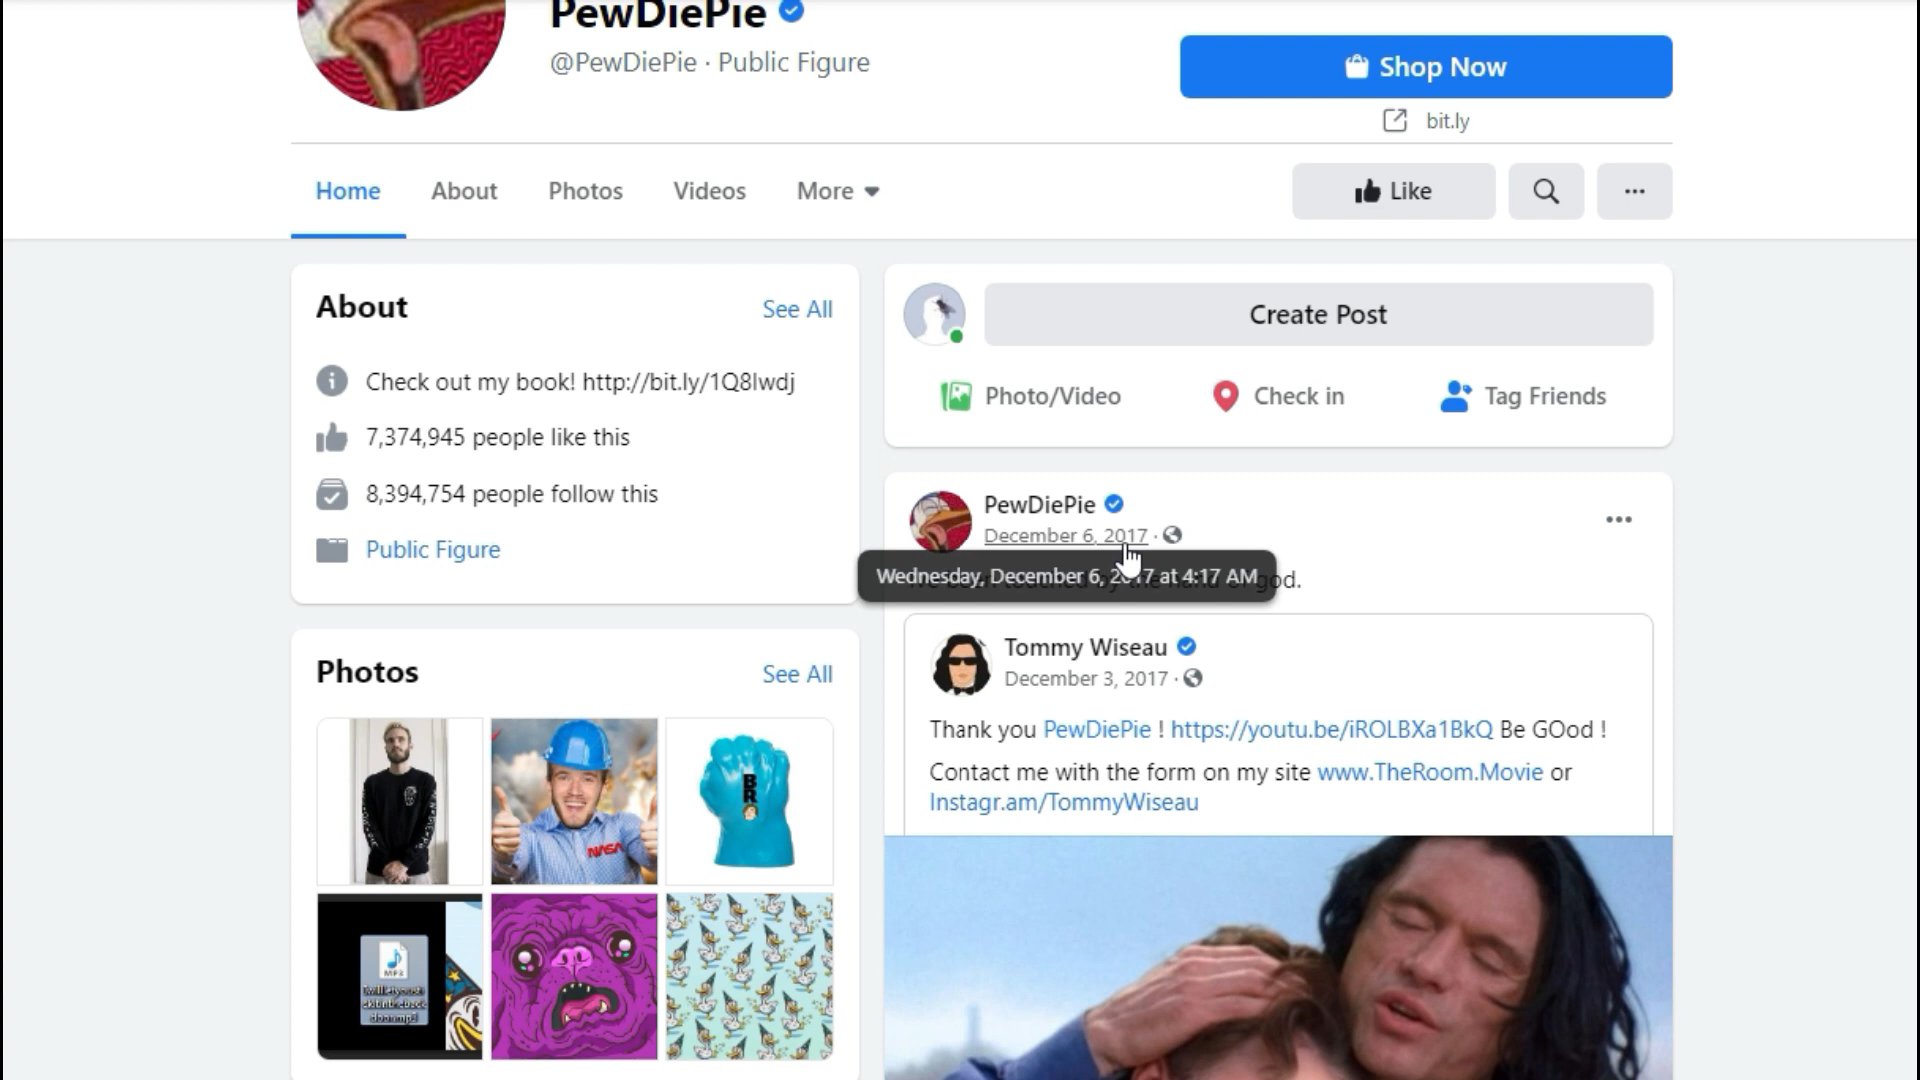 PewDiePie
@PewDiePie · Public Figure
Shop Now
bit.ly
Home
About
Photos
Videos
More
Like
About
See All
Check out my book! http://bit.ly/1Q8lwdj
7,374,945 people like this
8,394,754 people follow this
Public Figure
Photos
See All
NASA
BRO
MP3
Create Post
Photo/Video
Check in
Tag Friends
PewDiePie
December 6, 2017 ·
Wednesday, December 6, 2017 at 4:17 AM
god.
Tommy Wiseau
December 3, 2017 ·
Thank you PewDiePie ! https://youtu.be/iROLBXa1BkQ Be GOod !
Contact me with the form on my site www.TheRoom.Movie or
Instagr.am/TommyWiseau